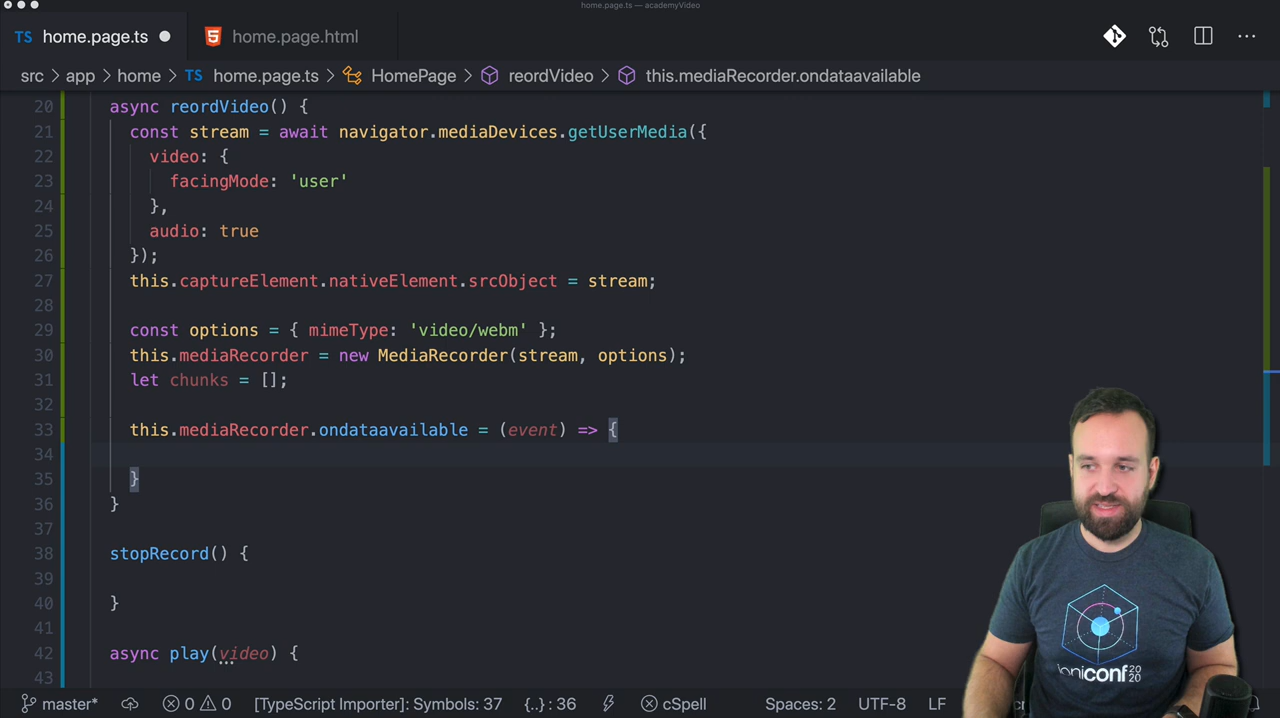 home.page.ts — academyVideo
TS home.page.ts
home.page.html
src > app > home > TS home.page.ts > HomePage > reordVideo > this.mediaRecorder.ondataavailable
20 async reordVideo() {
21 const stream = await navigator.mediaDevices.getUserMedia({
22 video: {
23 facingMode: 'user'
24 },
25 audio: true
26 });
27 this.captureElement.nativeElement.srcObject = stream;
28
29 const options = { mimeType: 'video/webm' };
30 this.mediaRecorder = new MediaRecorder(stream, options);
31 let chunks = [];
32
33 this.mediaRecorder.ondataavailable = (event) => {
34
35 }
36 }
37
38 stopRecord() {
39
40 }
41
42 async play(video) {
43
master* 0 0 [TypeScript Importer]: Symbols: 37 {..} : 36 cSpell Spaces: 2 UTF-8 LF
ioniconf 2020